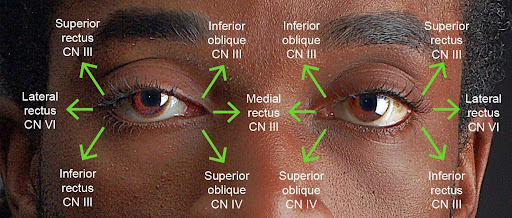 Superior
rectus
CN III
Inferior
oblique
CN III
Inferior
oblique
CN III
Superior
rectus
CN III
Lateral
rectus
CN VI
Medial
rectus
CN III
Lateral
rectus
CN VI
Inferior
rectus
CN III
Superior
oblique
CN IV
Superior
oblique
CN IV
Inferior
rectus
CN III